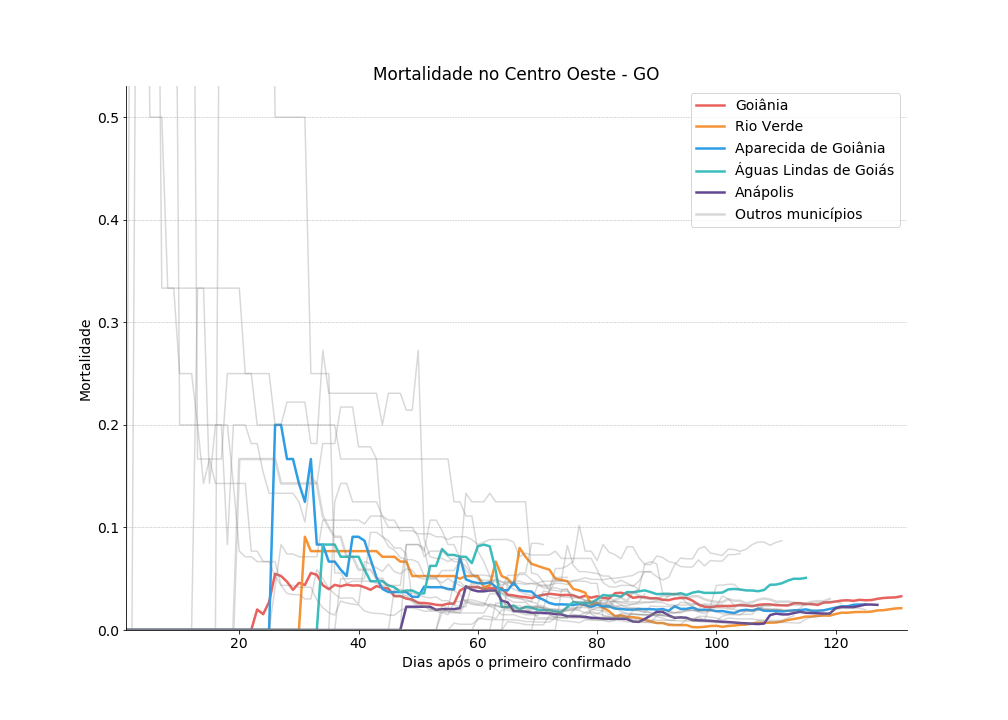 Mortalidade no Centro Oeste - GO
Goiânia
Rio Verde
Aparecida de Goiânia
Águas Lindas de Goiás
Anápolis
Outros municípios
Mortalidade
0.5
0.4
0.3
0.2
0.1
0.0
20 40 60 80 100 120
Dias após o primeiro confirmado